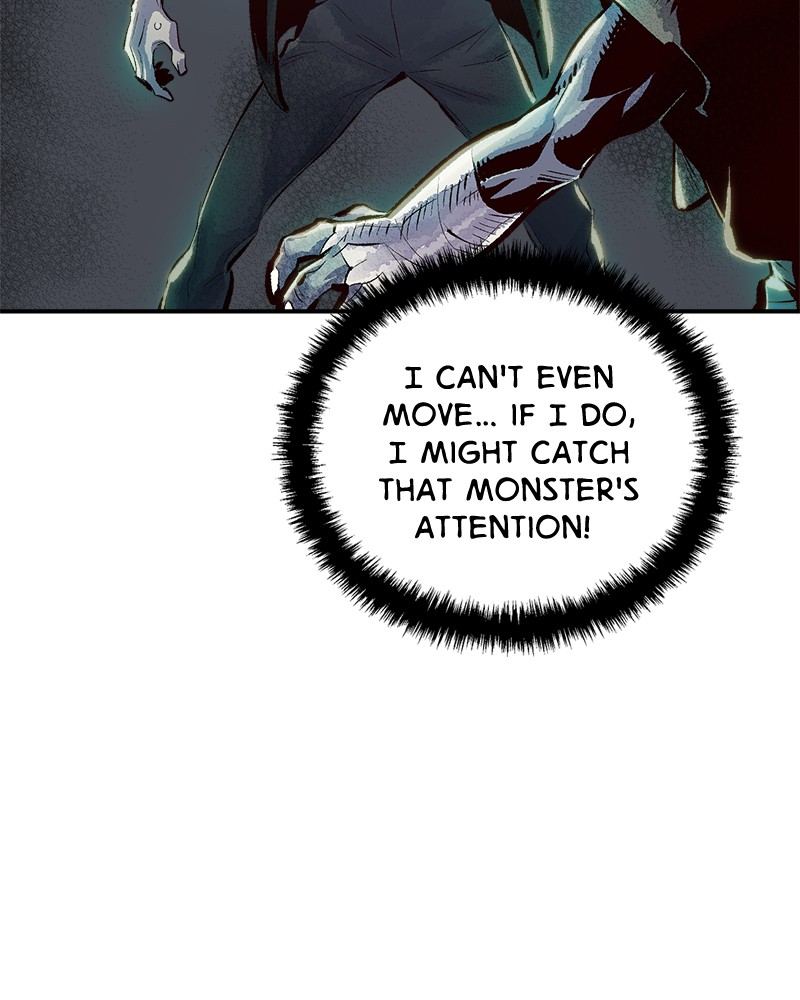 I CAN'T EVEN
MOVE... IF I DO,
I MIGHT CATCH
THAT MONSTER'S
ATTENTION!